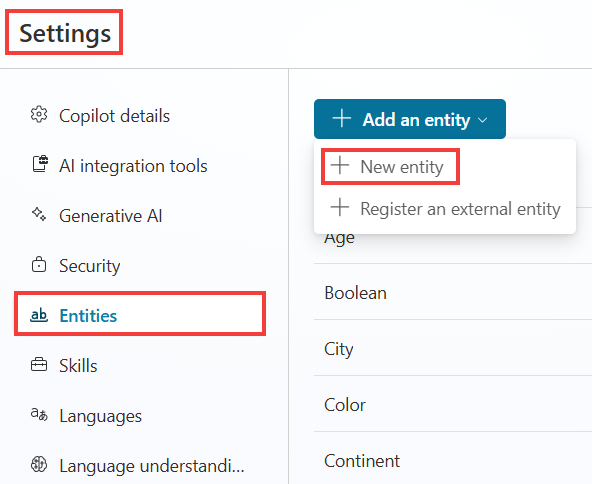 Settings
Copilot details
AI integration tools
Generative AI
Security
ab Entities
Skills
Languages
Language understandi...
Add an entity
New entity
Register an external entity
Age
Boolean
City
Color
Continent